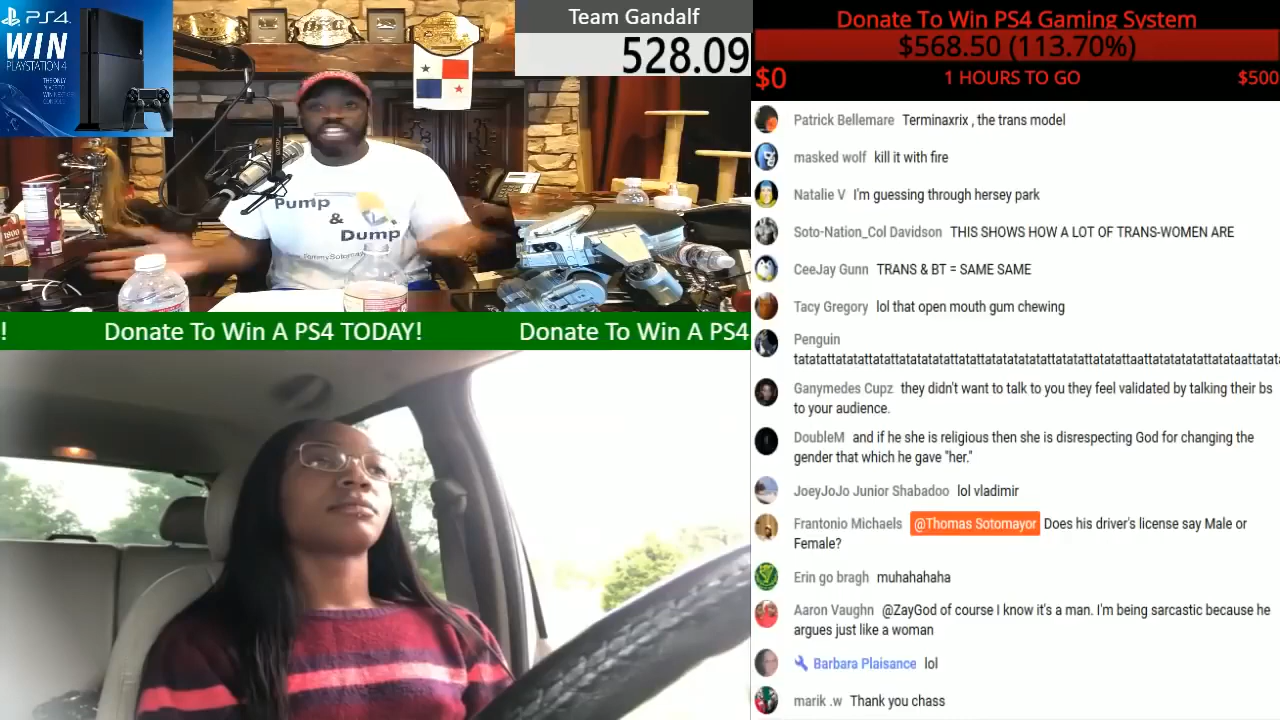 PS4
WIN
PLAYSTATION 4
THE ONLY
Team Gandalf
528.09
Pump
&
Dump
Donate To Win PS4 Gaming System
$568.50 (113.70%)
$0 1 HOURS TO GO $500
! Donate To Win A PS4 TODAY! Donate To Win A PS4
Patrick Bellemare Terminaxrix , the trans model
masked wolf kill it with fire
Natalie V I'm guessing through hersey park
Soto-Nation_Col Davidson THIS SHOWS HOW A LOT OF TRANS-WOMEN ARE
CeeJay Gunn TRANS & BT = SAME SAME
Tacy Gregory lol that open mouth gum chewing
Penguin
Ganymedes Cupz they didn't want to talk to you they feel validated by talking their bs
to your audience.
DoubleM and if he she is religious then she is disrespecting God for changing the
gender that which he gave "her."
JoeyJoJo Junior Shabadoo lol vladimir
Frantonio Michaels @Thomas Sotomayor Does his driver's license say Male or
Female?
Erin go bragh muhahahaha
Aaron Vaughn @ZayGod of course I know it's a man. I'm being sarcastic because he
argues just like a woman
Barbara Plaisance lol
marik .w Thank you chass